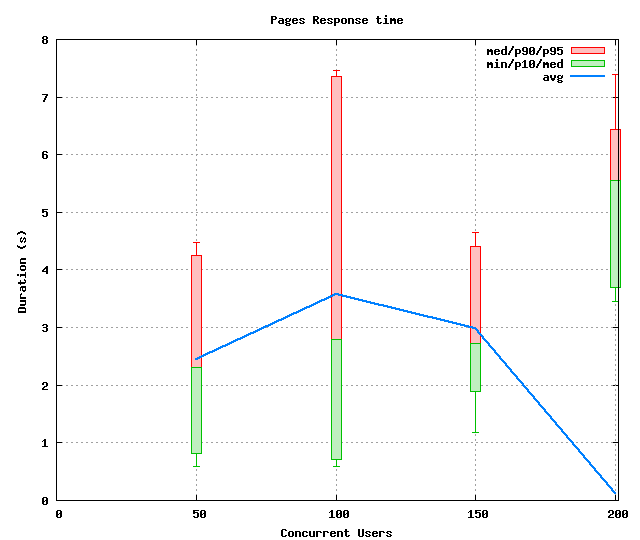 Pages Response time
med/p90/p95
min/p10/med
avg
8
7
6
5
4
3
2
1
0
Duration (s)
0 50 100 150 200
Concurrent Users